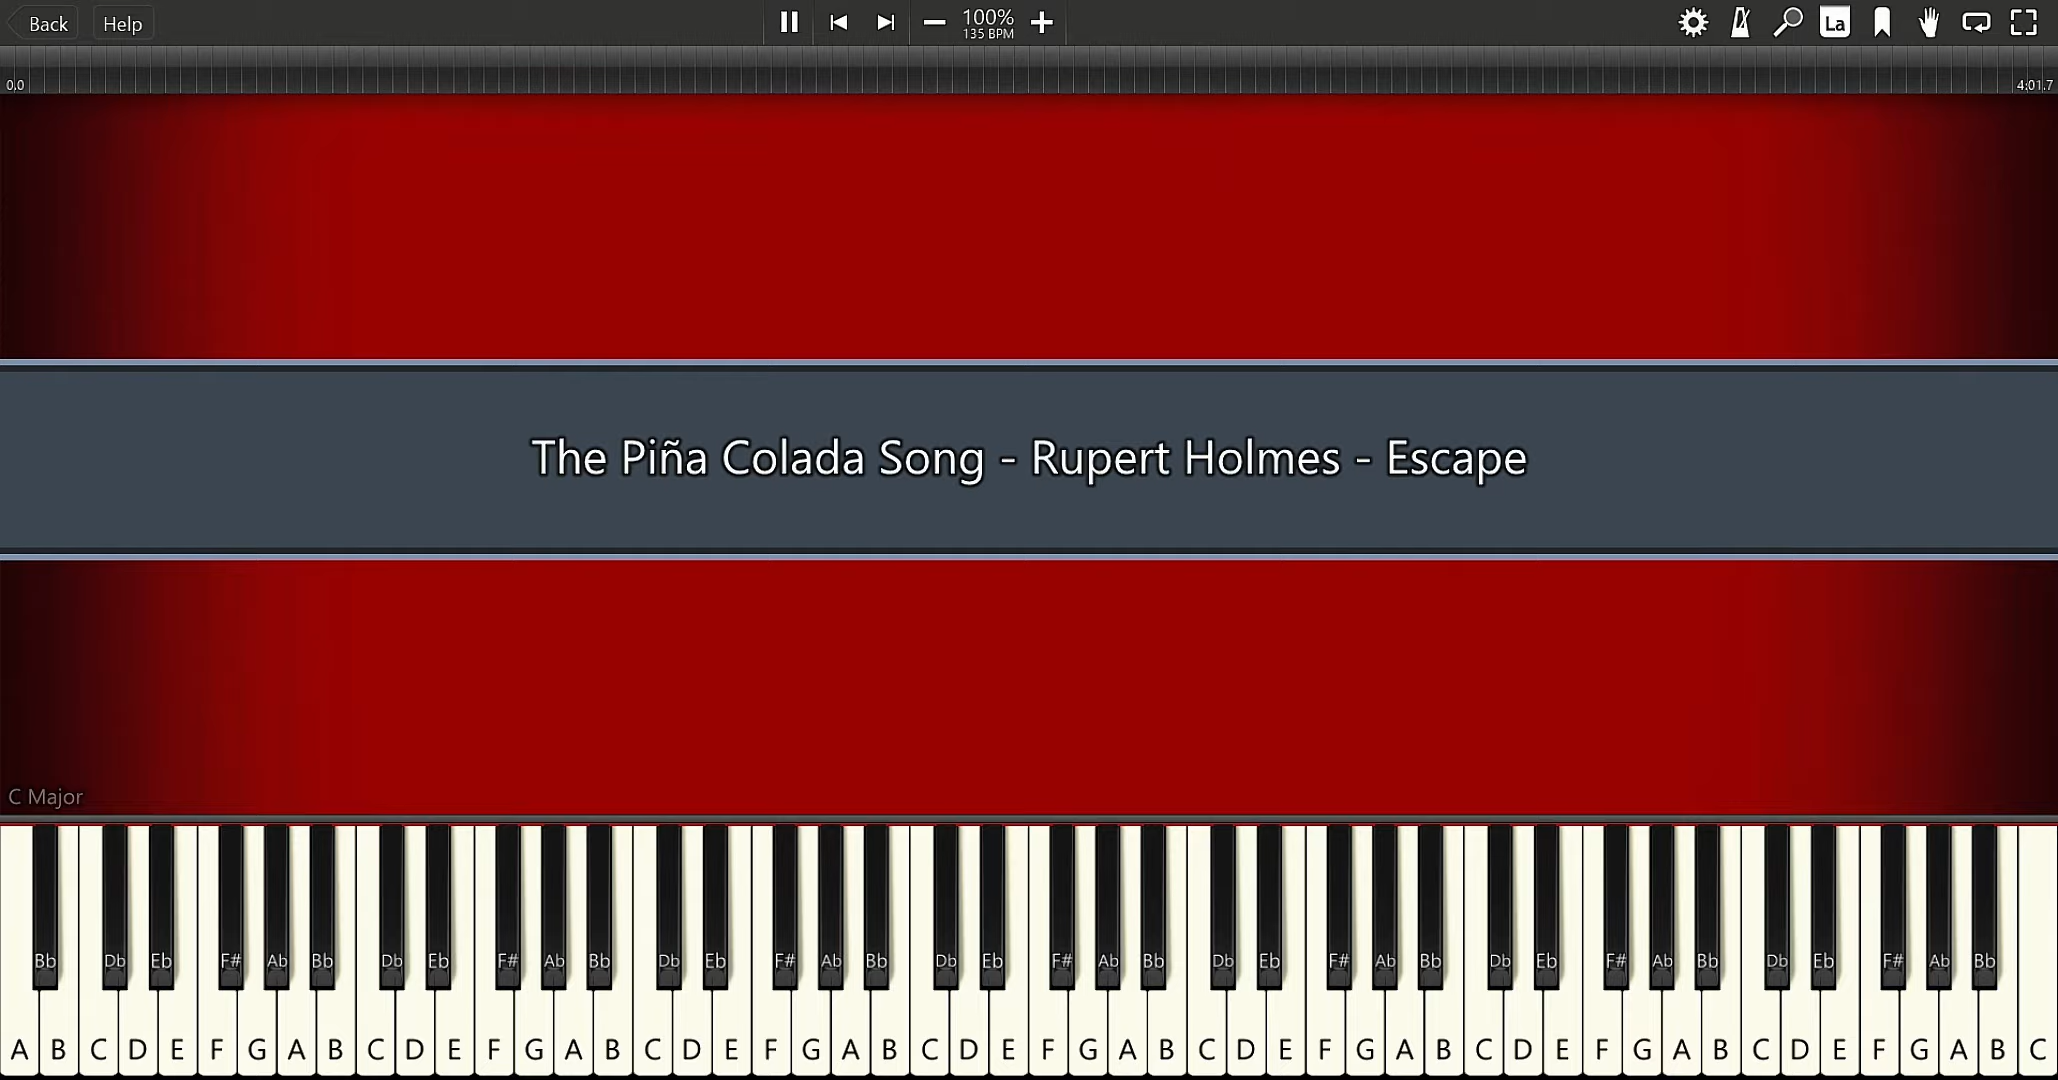 Back Help 100% La
135 BPM
0.0 4:01.7
The Piña Colada Song - Rupert Holmes - Escape
C Major
Bb Db Eb F# Ab Bb Db Eb F# Ab Bb Db Eb F# Ab Bb Db Eb F# Ab Bb Db Eb F# Ab Bb Db Eb F# Ab Bb Db Eb F# Ab Bb
A B C D E F G A B C D E F G A B C D E F G A B C D E F G A B C D E F G A B C D E F G A B C D E F G A B C